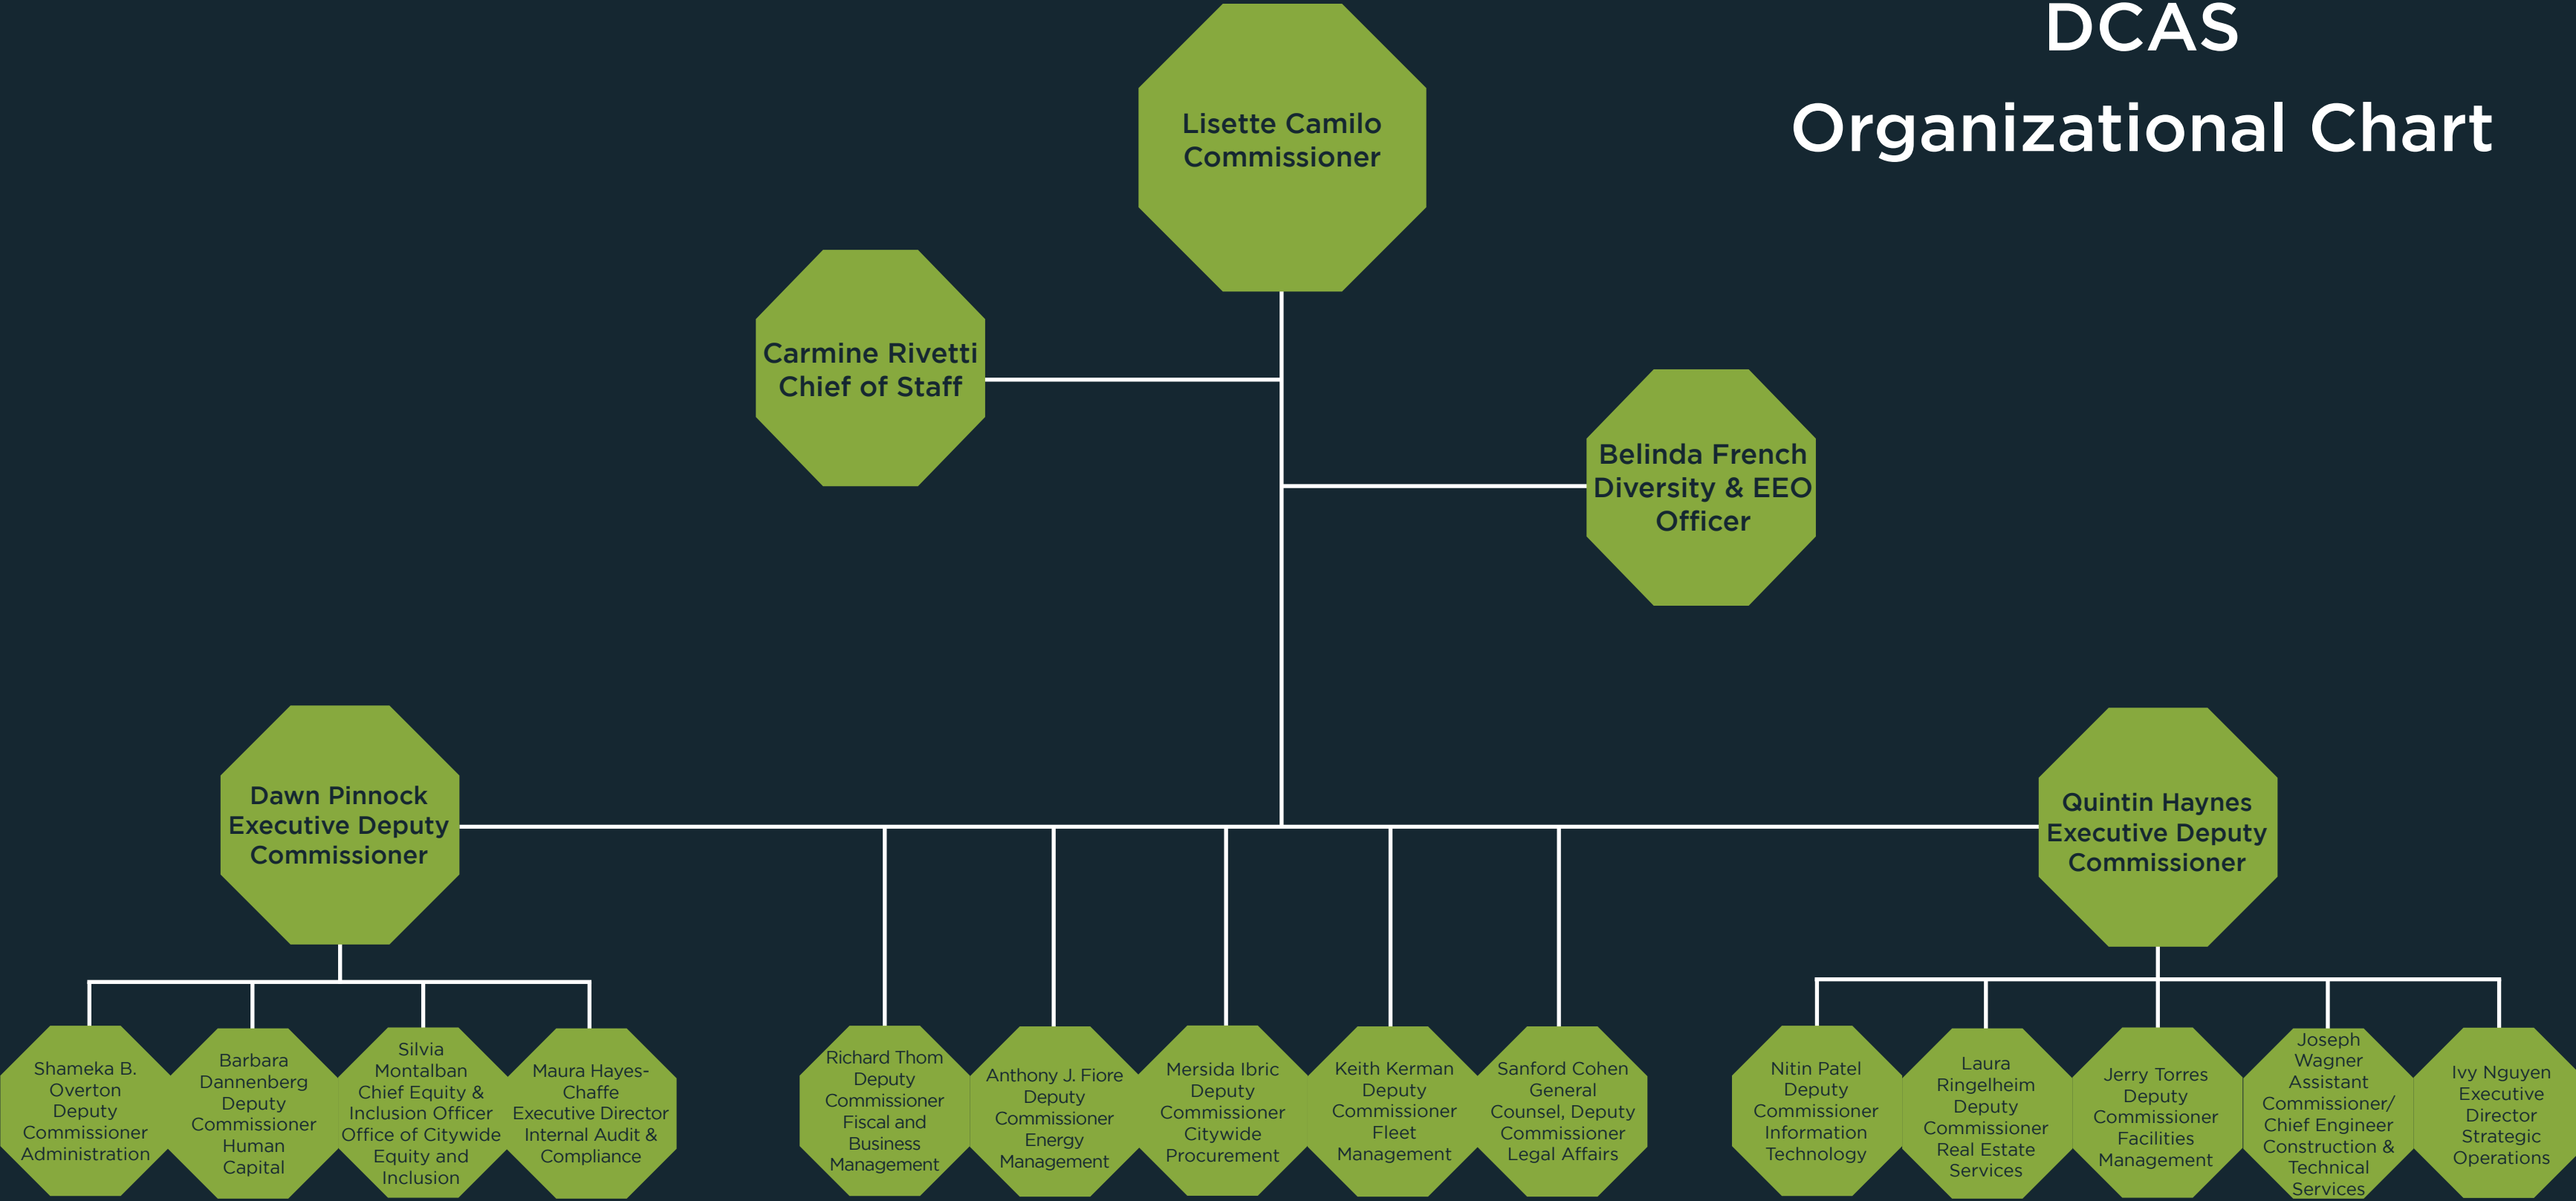 DCAS
Organizational Chart
Lisette Camilo
Commissioner
Carmine Rivetti
Chief of Staff
Belinda French
Diversity & EEO
Officer
Dawn Pinnock
Executive Deputy
Commissioner
Quintin Haynes
Executive Deputy
Commissioner
Shameka B.
Overton
Deputy
Commissioner
Administration
Barbara
Dannenberg
Deputy
Commissioner
Human
Capital
Silvia
Montalban
Chief Equity &
Inclusion Officer
Office of Citywide
Equity and
Inclusion
Maura Hayes-
Chaffe
Executive Director
Internal Audit &
Compliance
Richard Thom
Deputy
Commissioner
Fiscal and
Business
Management
Anthony J. Fiore
Deputy
Commissioner
Energy
Management
Mersida Ibric
Deputy
Commissioner
Citywide
Procurement
Keith Kerman
Deputy
Commissioner
Fleet
Management
Sanford Cohen
General
Counsel, Deputy
Commissioner
Legal Affairs
Nitin Patel
Deputy
Commissioner
Information
Technology
Laura
Ringelheim
Deputy
Commissioner
Real Estate
Services
Jerry Torres
Deputy
Commissioner
Facilities
Management
Joseph
Wagner
Assistant
Commissioner/
Chief Engineer
Construction &
Technical
Services
Ivy Nguyen
Executive
Director
Strategic
Operations